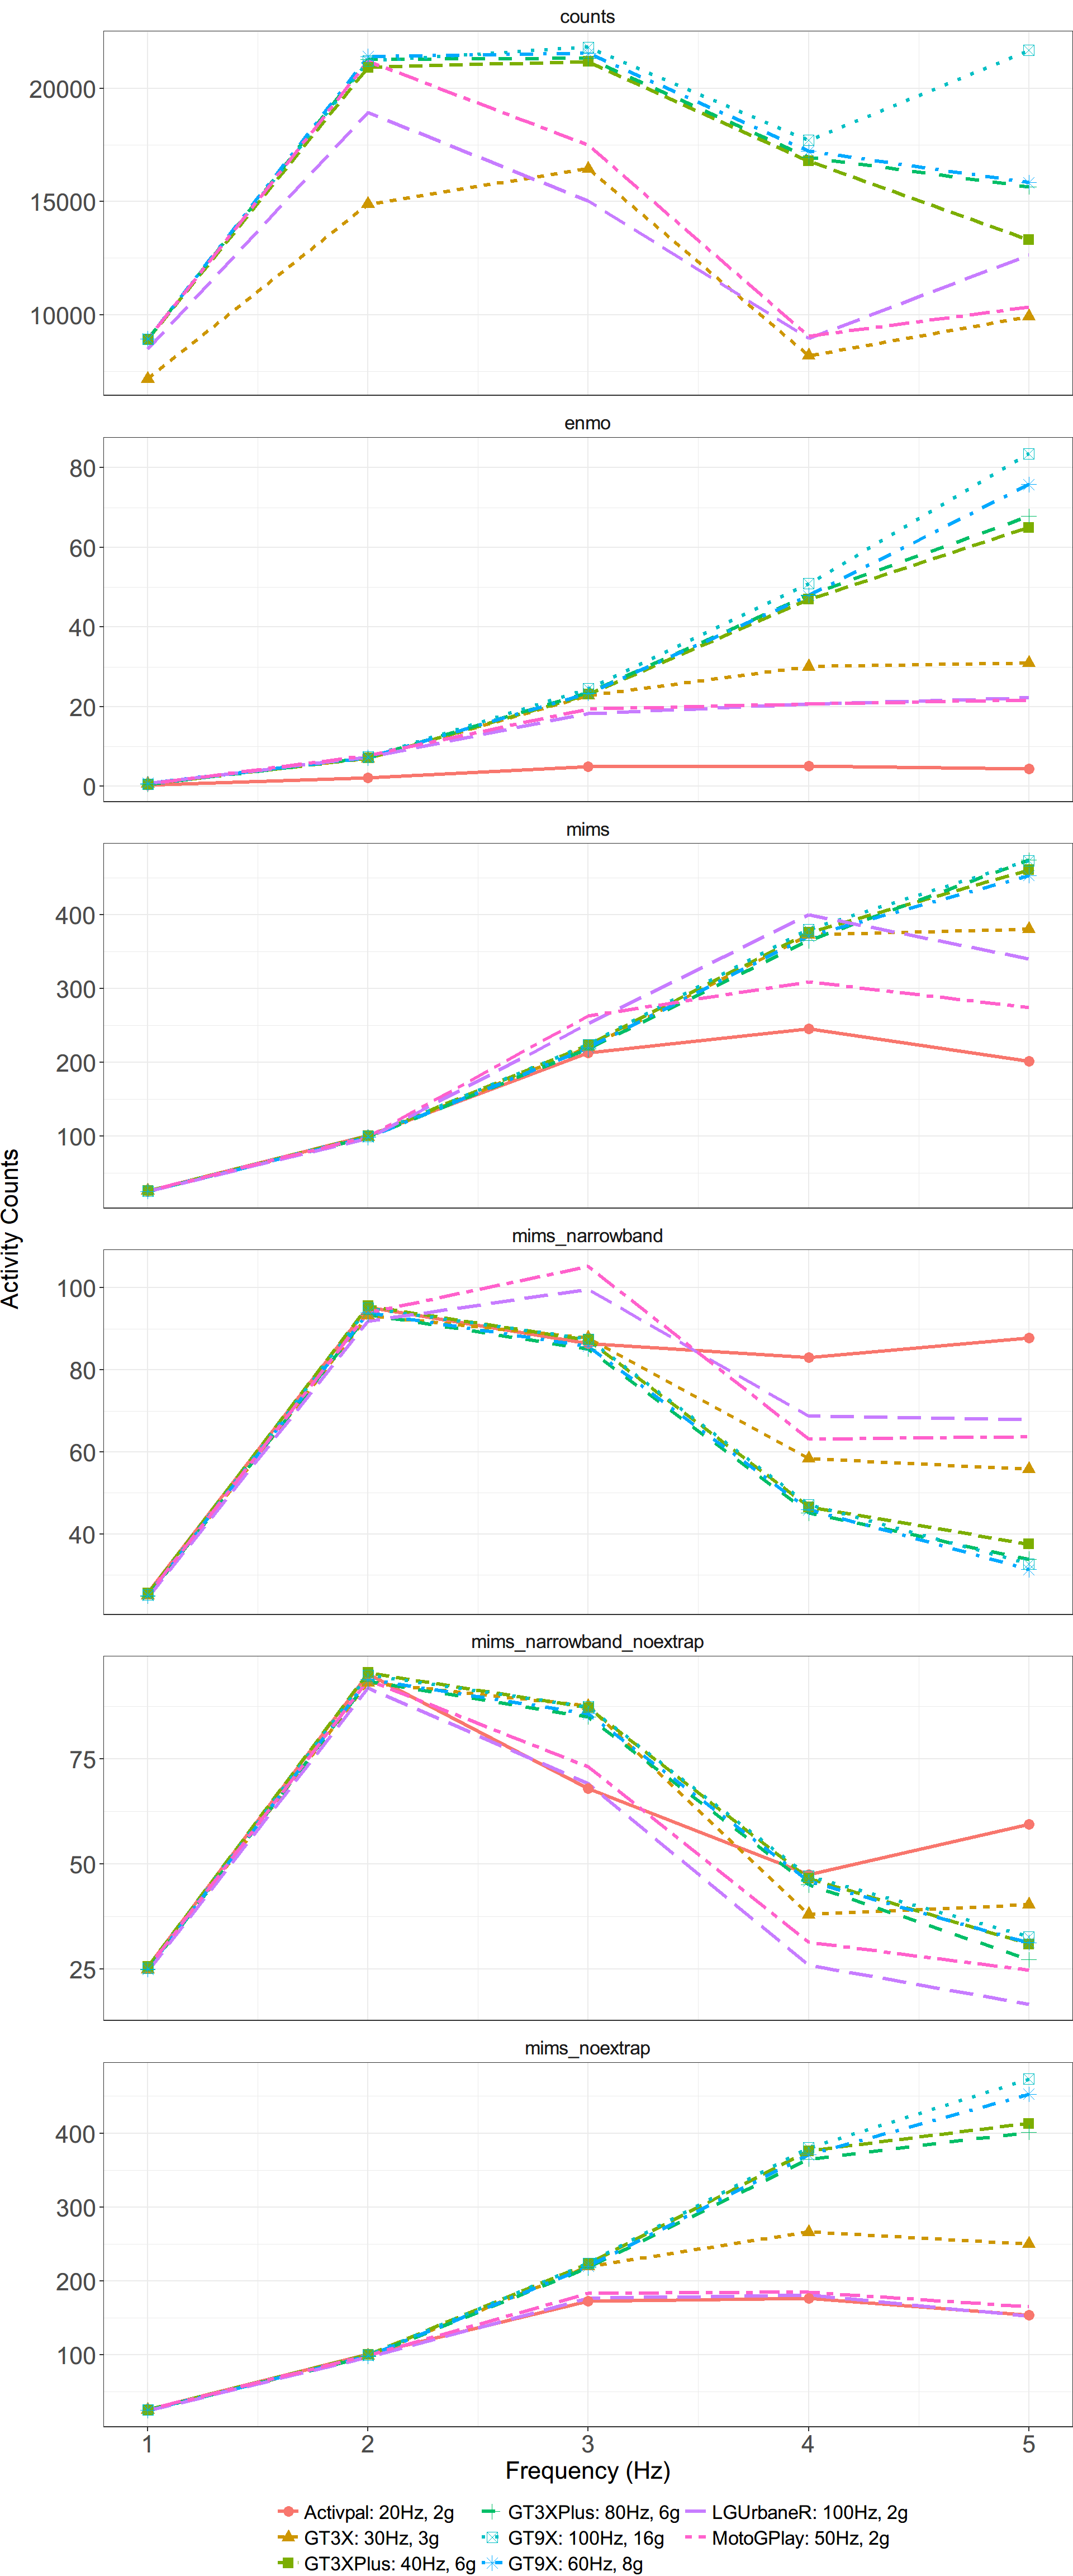 counts
20000
15000
10000
enmo
80
60
40
20
0
mims
400
300
200
100
Activity Counts
mims_narrowband
100
80
60
40
mims_narrowband_noextrap
75
50
25
mims_noextrap
400
300
200
100
1 2 3 4 5
Frequency (Hz)
Activpal: 20Hz, 2g GT3XPlus: 80Hz, 6g LGUrbaneR: 100Hz, 2g
GT3X: 30Hz, 3g GT9X: 100Hz, 16g MotoGPlay: 50Hz, 2g
GT3XPlus: 40Hz, 6g GT9X: 60Hz, 8g